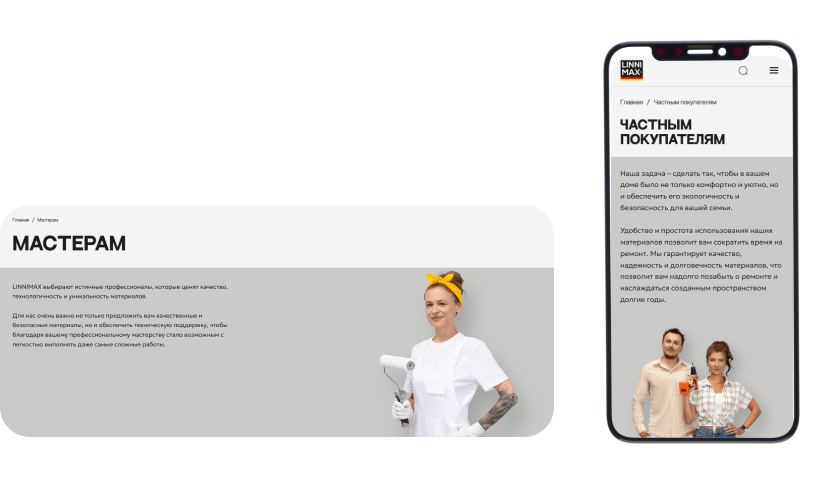 Главная / Мастерам
МАСТЕРАМ
LINNIMAX выбирают истинные профессионалы, которые ценят качество,
технологичность и уникальность материалов.
Для нас очень важно не только предложить вам качественные и
безопасные материалы, но и обеспечить техническую поддержку, чтобы
благодаря вашему профессиональному мастерству стало возможным с
легкостью выполнять даже самые сложные работы.
LINNI
MAX
Главная / Частным покупателям
ЧАСТНЫМ
ПОКУПАТЕЛЯМ
Наша задача – сделать так, чтобы в вашем
доме было не только комфортно и уютно, но
и обеспечить его экологичность и
безопасность для вашей семьи.
Удобство и простота использования наших
материалов позволит вам сократить время на
ремонт. Мы гарантирует качество,
надежность и долговечность материалов, что
позволит вам надолго позабыть о ремонте и
наслаждаться созданным пространством
долгие годы.